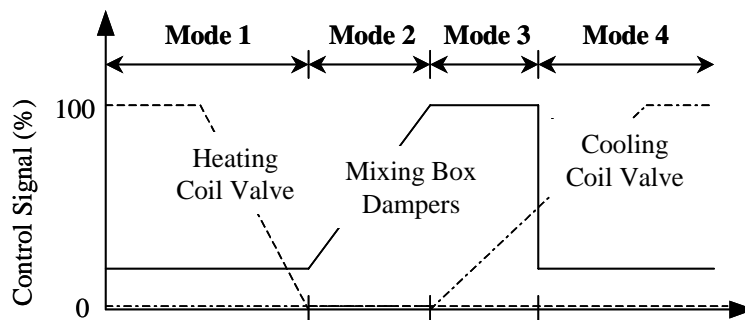 Mode 1 Mode 2 Mode 3 Mode 4
Control Signal (%)
100
0
Heating
Coil Valve
Mixing Box
Dampers
Cooling
Coil Valve